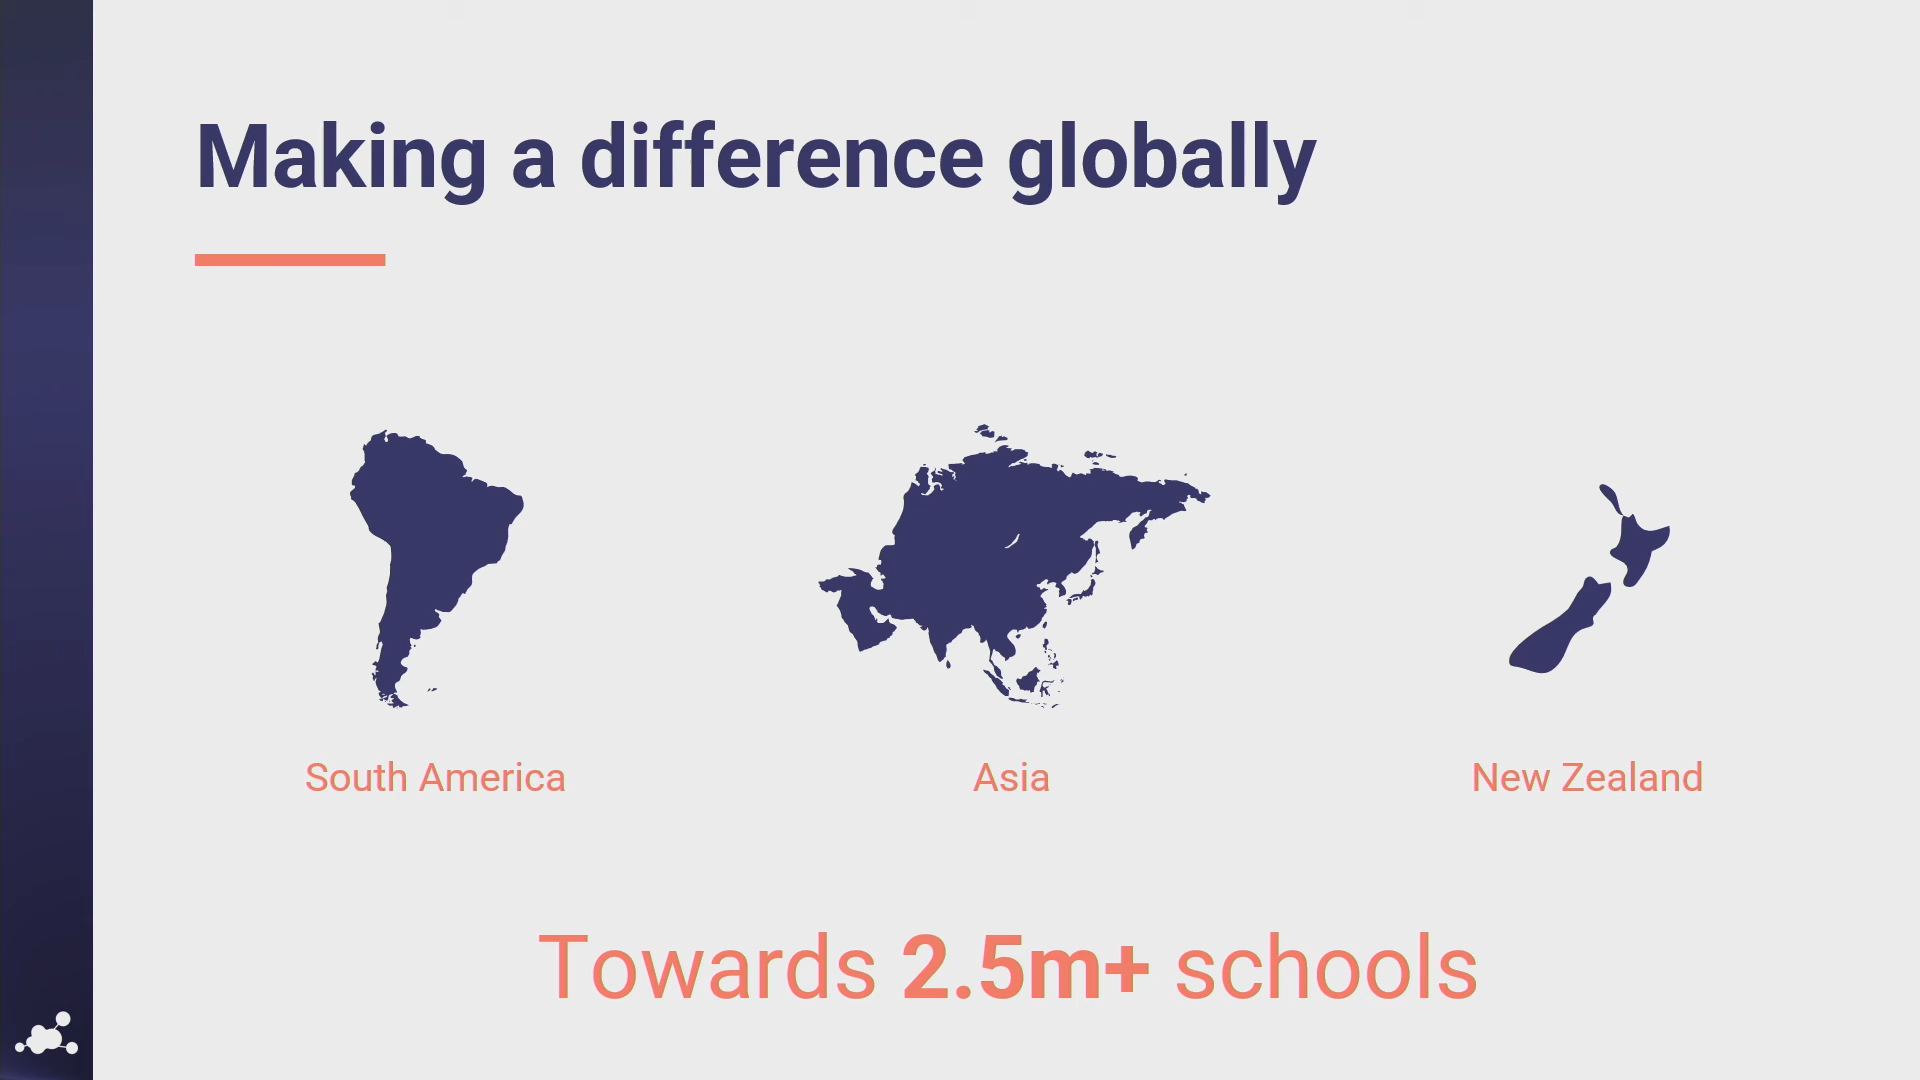 Making a difference globally
South America
Asia
New Zealand
Towards 2.5m+ schools